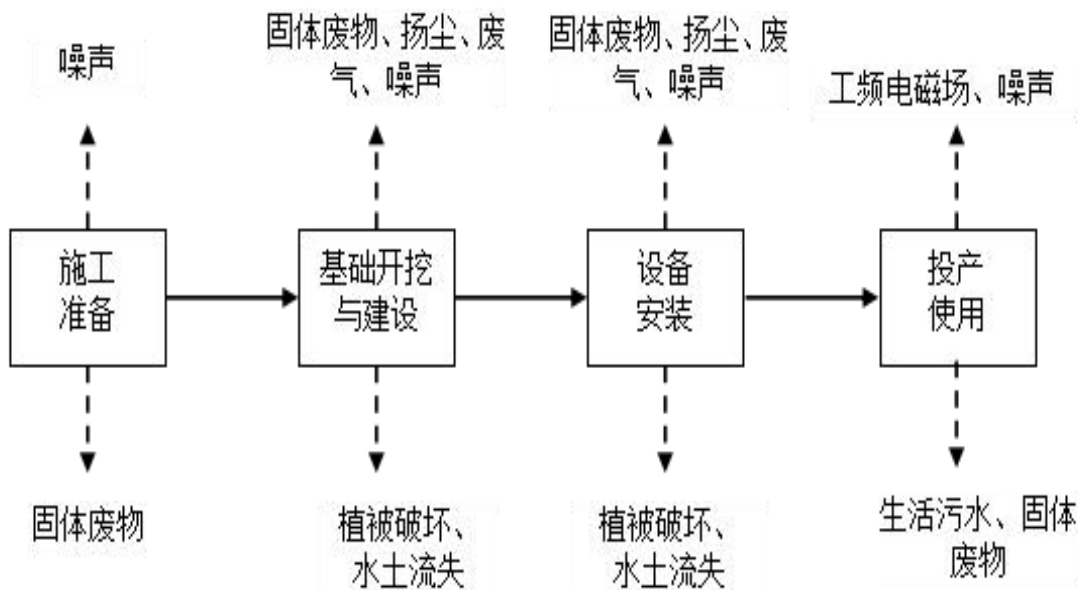 噪声
固体废物、扬尘、废
气、噪声
固体废物、扬尘、废
气、噪声
工频电磁场、噪声
施工
准备
基础开挖
与建设
设备
安装
投产
使用
固体废物
植被破坏、
水土流失
植被破坏、
水土流失
生活污水、固体
废物